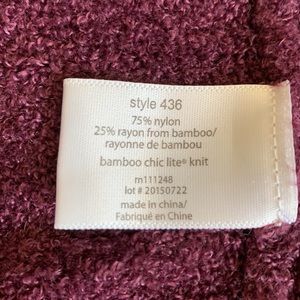 style 436
75% nylon
25% rayon from bamboo/
rayonne de bambou
bamboo chic lite® knit
m111248
lot # 20150722
made in china/
Fabriqué en Chine